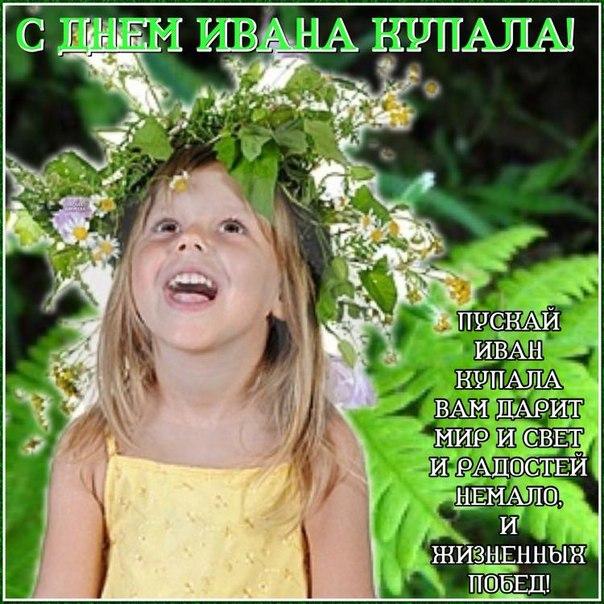 С ДНЕМ ИВАНА КУПАЛА!
ПУСКАЙ
ИВАН
КУПАЛА
ВАМ ДАРИТ
МИР И СВЕТ
И РАДОСТЕЙ
НЕМАЛО,
И
ЖИЗНЕННЫХ
ПОБЕД!